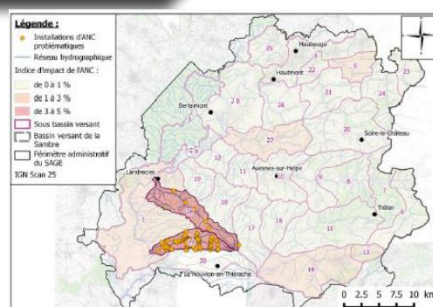 Légende :
Installations d'ANC
problématiques
Réseau hydrographique
Indice d'impact de l'ANC :
de 0 à 1 %
de 1 à 3 %
de 3 à 5 %
Sous bassin versant
Bassin versant de la
Sambre
Périmètre administratif
du SAGE
IGN Scan 25
Maubeuge
Hautmont
Berlaimont
Solre-le-Château
Landrecies
Avesnes-sur-Helpe
Trélon
Le Nouvion-en-Thiérache
0 2.5 5 7.5 10 km